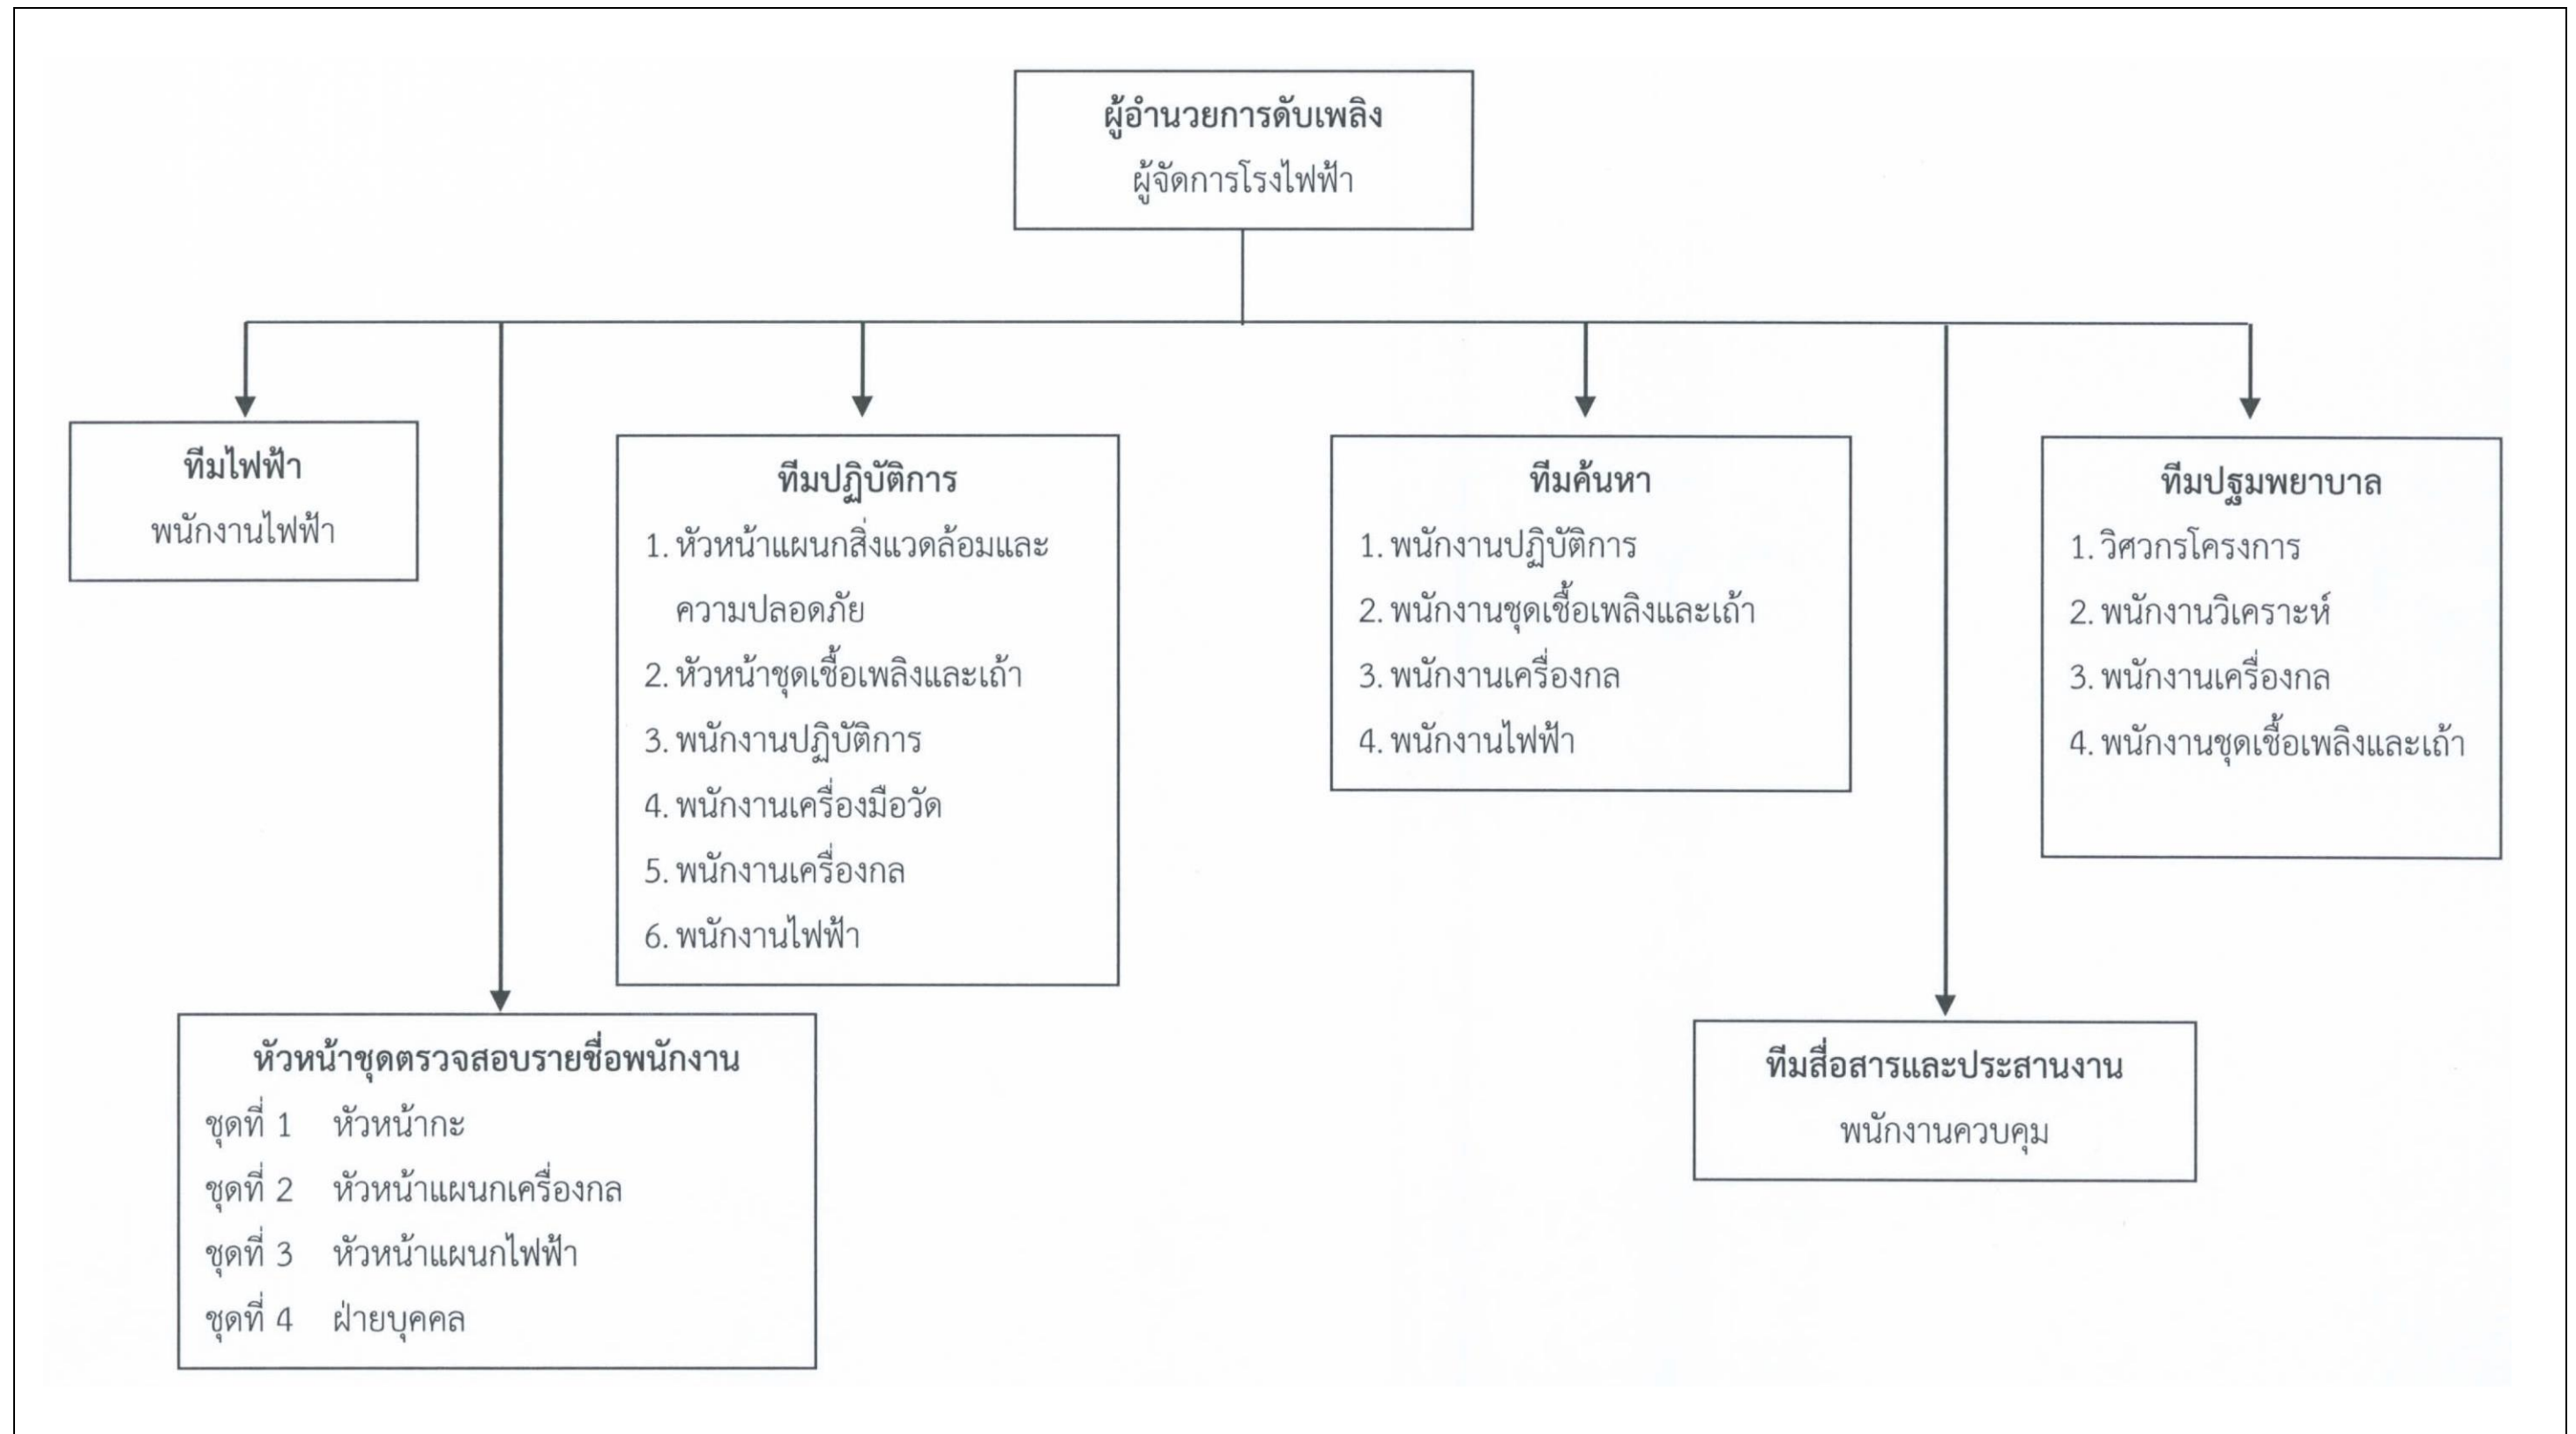 ผู้อำนวยการดับเพลิง
ผู้จัดการโรงไฟฟ้า
ทีมไฟฟ้า
พนักงานไฟฟ้า
ทีมปฏิบัติการ
1. หัวหน้าแผนกสิ่งแวดล้อมและ
ความปลอดภัย
2. หัวหน้าชุดเชื้อเพลิงและเถ้า
3. พนักงานปฏิบัติการ
4. พนักงานเครื่องมือวัด
5. พนักงานเครื่องกล
6. พนักงานไฟฟ้า
ทีมค้นหา
1. พนักงานปฏิบัติการ
2. พนักงานชุดเชื้อเพลิงและเถ้า
3. พนักงานเครื่องกล
4. พนักงานไฟฟ้า
ทีมปฐมพยาบาล
1. วิศวกรโครงการ
2. พนักงานวิเคราะห์
3. พนักงานเครื่องกล
4. พนักงานชุดเชื้อเพลิงและเถ้า
หัวหน้าชุดตรวจสอบรายชื่อพนักงาน
ชุดที่ 1 หัวหน้ากะ
ชุดที่ 2 หัวหน้าแผนกเครื่องกล
ชุดที่ 3 หัวหน้าแผนกไฟฟ้า
ชุดที่ 4 ฝ่ายบุคคล
ทีมสื่อสารและประสานงาน
พนักงานควบคุม